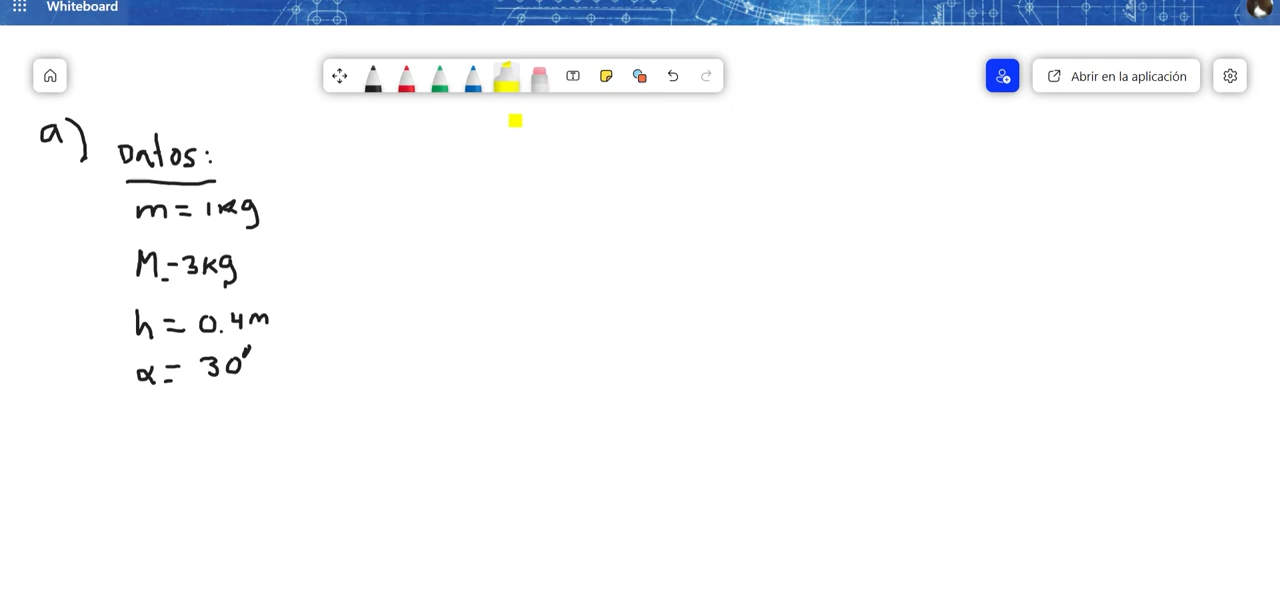 Whiteboard
Abrir en la aplicación
a)
Datos:
m = 1kg
M = 3kg
h = 0.4m
α = 30°